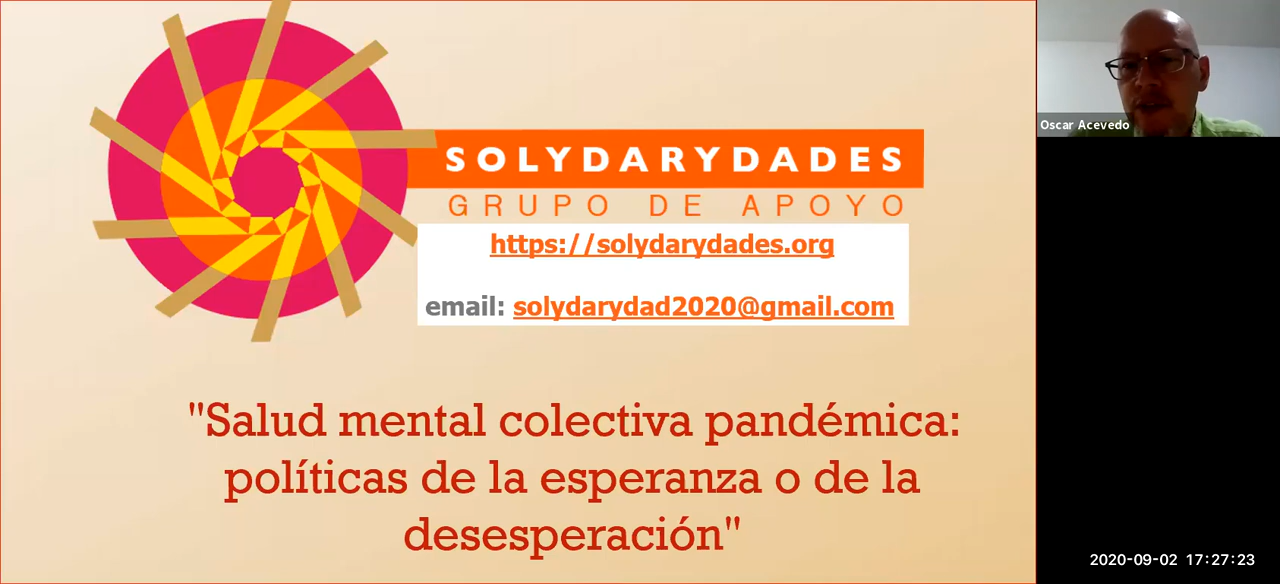 SOLYDARYDADES
GRUPO DE APOYO
https://solydarydades.org
email: solydarydad2020@gmail.com
"Salud mental colectiva pandémica:
políticas de la esperanza o de la
desesperación"
Oscar Acevedo
2020-09-02 17:27:23